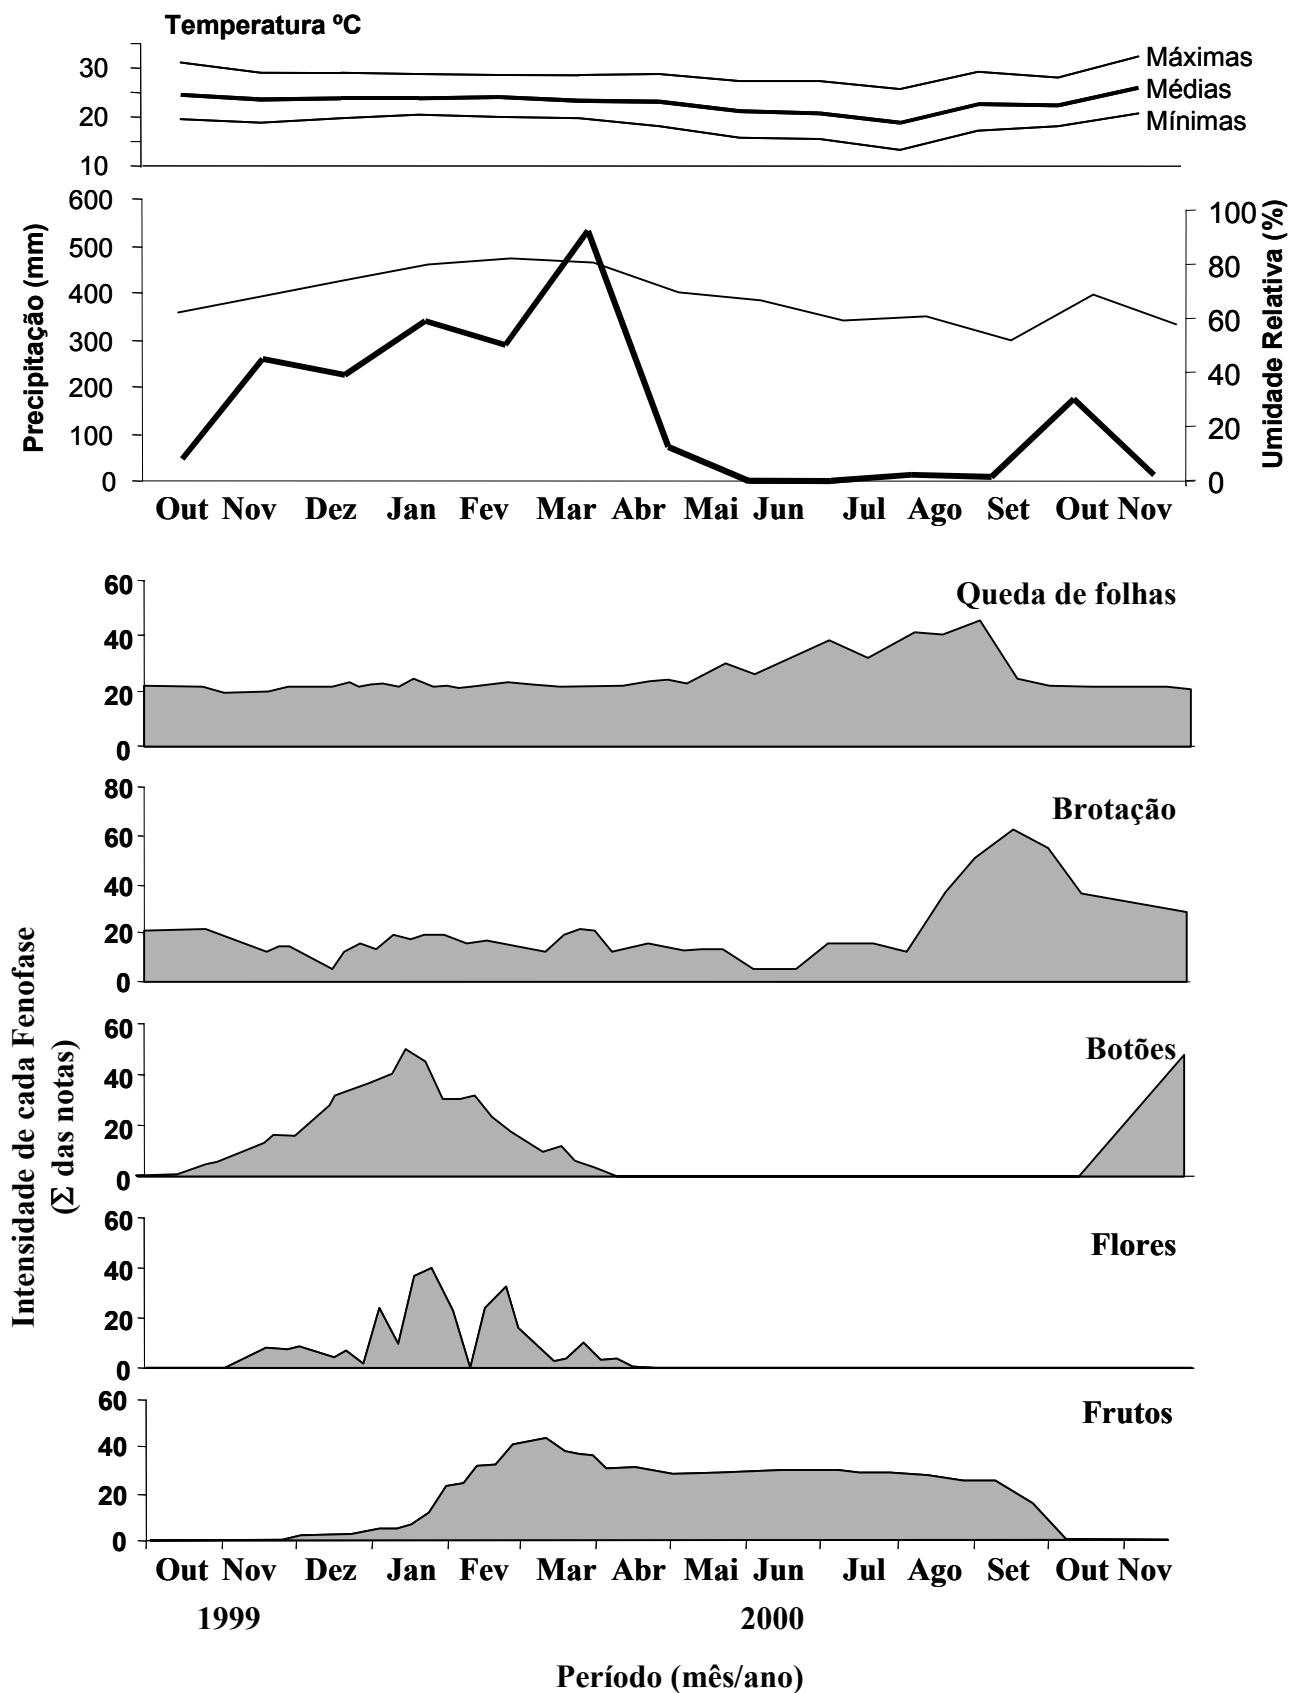 Temperatura ºC
30
20
10
Máximas
Médias
Mínimas
Precipitação (mm)
600
500
400
300
200
100
0
Umidade Relativa (%)
100
80
60
40
20
0
Out Nov Dez Jan Fev Mar Abr Mai Jun Jul Ago Set Out Nov
Intensidade de cada Fenofase
(Σ das notas)
Queda de folhas
60
40
20
0
Brotação
80
60
40
20
0
Botões
60
40
20
0
Flores
60
40
20
0
Frutos
60
40
20
0
Out Nov Dez Jan Fev Mar Abr Mai Jun Jul Ago Set Out Nov
1999 2000
Período (mês/ano)